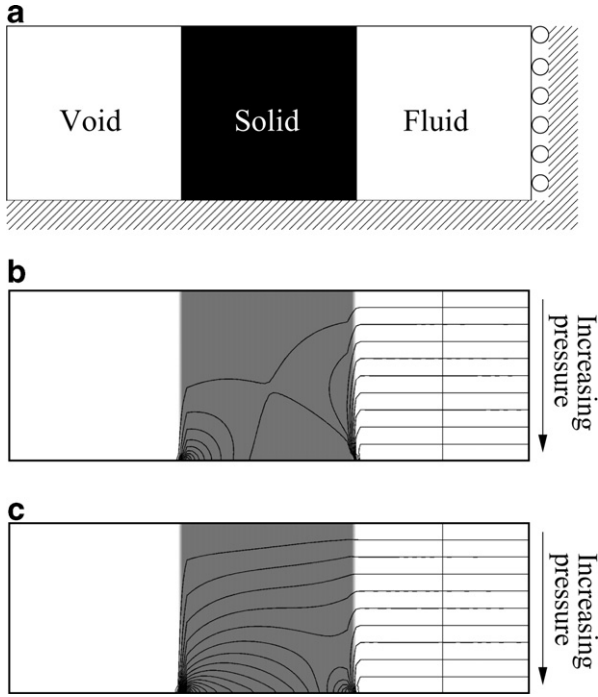 a
Void
Solid
Fluid
b
Increasing
pressure
c
Increasing
pressure